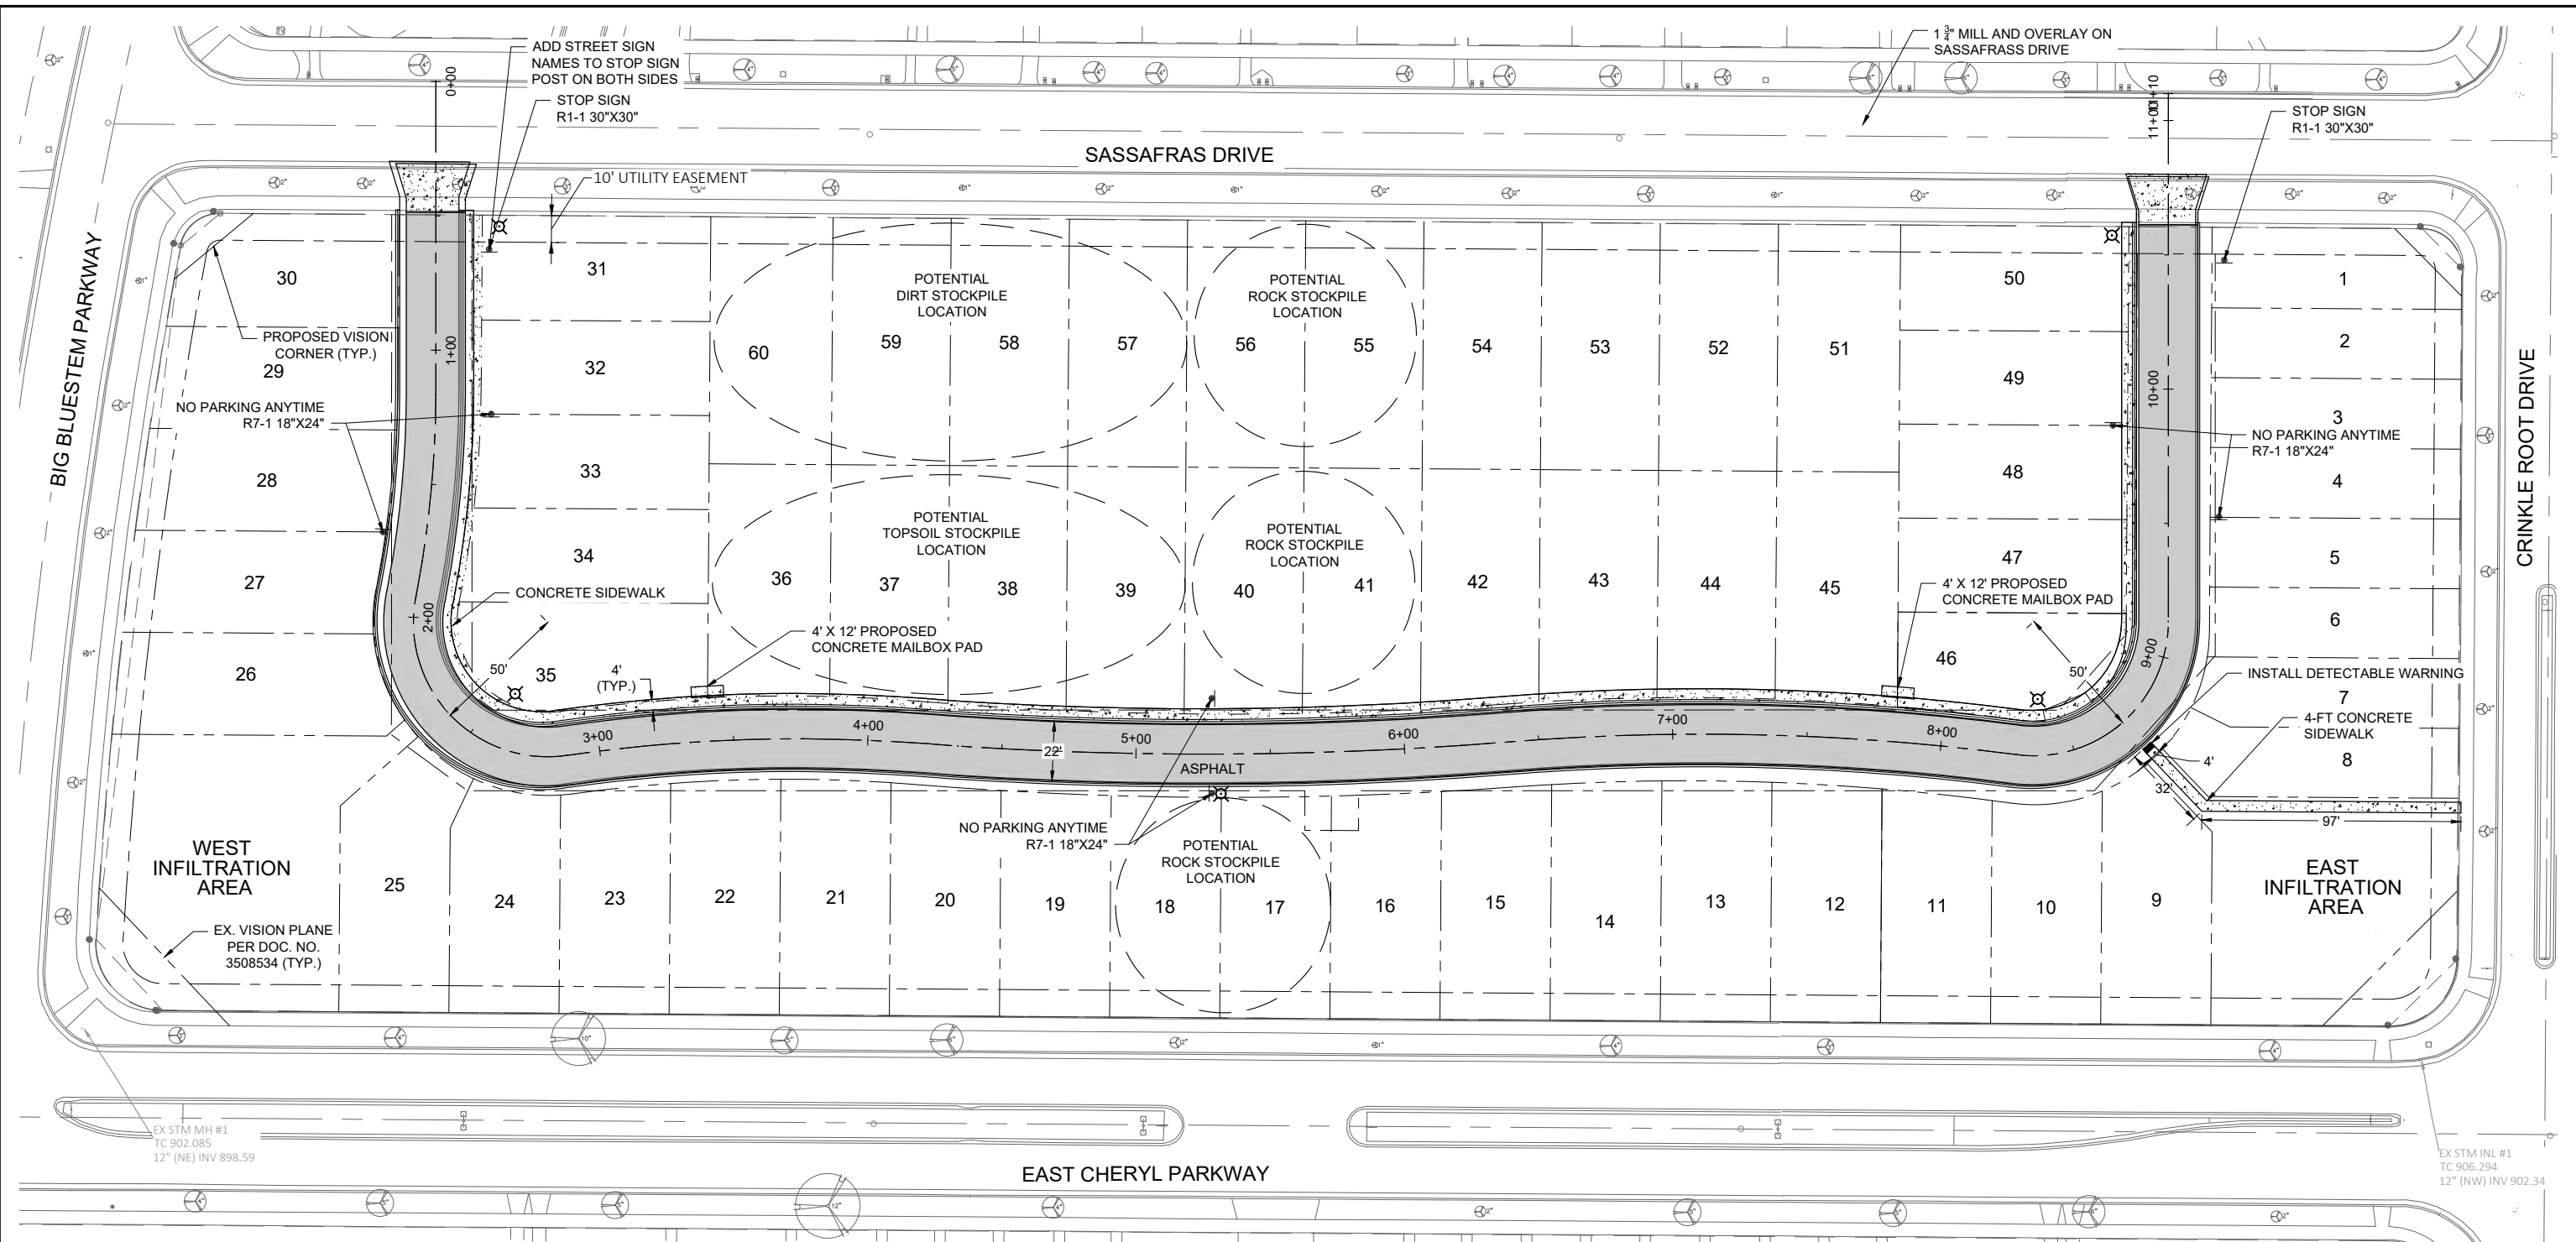 ADD STREET SIGN
NAMES TO STOP SIGN
POST ON BOTH SIDES
STOP SIGN
R1-1 30"X30"
10' UTILITY EASEMENT
1 3/4" MILL AND OVERLAY ON
SASSAFRASS DRIVE
STOP SIGN
R1-1 30"X30"
SASSAFRAS DRIVE
BIG BLUESTEM PARKWAY
CRINKLE ROOT DRIVE
EAST CHERYL PARKWAY
0+00
1+00
2+00
3+00
4+00
5+00
6+00
7+00
8+00
9+00
10+00
11+00
11+10
30
31
PROPOSED VISION
CORNER (TYP.)
29
32
NO PARKING ANYTIME
R7-1 18"X24"
28
33
27
34
CONCRETE SIDEWALK
26
35
50'
4'
(TYP.)
4' X 12' PROPOSED
CONCRETE MAILBOX PAD
POTENTIAL
DIRT STOCKPILE
LOCATION
60
59
58
57
POTENTIAL
ROCK STOCKPILE
LOCATION
56
55
54
53
52
51
50
49
48
47
46
POTENTIAL
TOPSOIL STOCKPILE
LOCATION
36
37
38
39
POTENTIAL
ROCK STOCKPILE
LOCATION
40
41
42
43
44
45
4' X 12' PROPOSED
CONCRETE MAILBOX PAD
50'
1
2
3
NO PARKING ANYTIME
R7-1 18"X24"
4
5
6
INSTALL DETECTABLE WARNING
7
4-FT CONCRETE
SIDEWALK
8
4'
32'
97'
22'
ASPHALT
NO PARKING ANYTIME
R7-1 18"X24"
POTENTIAL
ROCK STOCKPILE
LOCATION
WEST
INFILTRATION
AREA
EX. VISION PLANE
PER DOC. NO.
3508534 (TYP.)
25
24
23
22
21
20
19
18
17
16
15
14
13
12
11
10
9
EAST
INFILTRATION
AREA
EX STM MH #1
TC 902.085
12" (NE) INV 898.59
EX STM INL #1
TC 906.294
12" (NW) INV 902.34